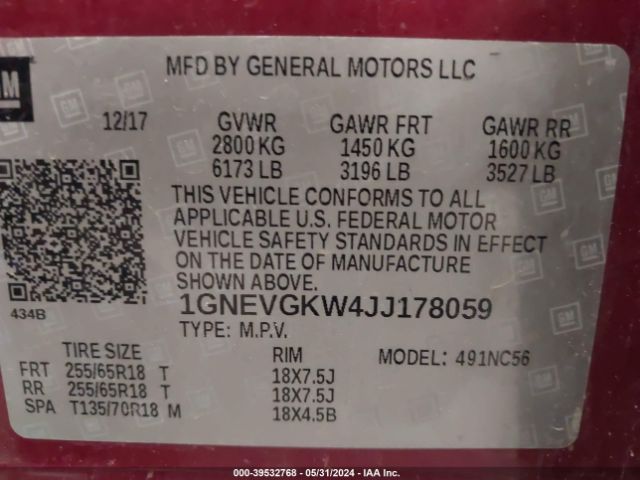 GM
MFD BY GENERAL MOTORS LLC
12/17 GVWR GAWR FRT GAWR RR
2800 KG 1450 KG 1600 KG
6173 LB 3196 LB 3527 LB
THIS VEHICLE CONFORMS TO ALL
APPLICABLE U.S. FEDERAL MOTOR
VEHICLE SAFETY STANDARDS IN EFFECT
ON THE DATE OF MANUFACTURE
SHOWN ABOVE.
434B
1GNEVGKW4JJ178059
TYPE: M.P.V.
TIRE SIZE RIM MODEL: 491NC56
FRT 255/65R18 T 18X7.5J
RR 255/65R18 T 18X7.5J
SPA T135/70R18 M 18X4.5B
000-39532768 - 05/31/2024 - IAA Inc.